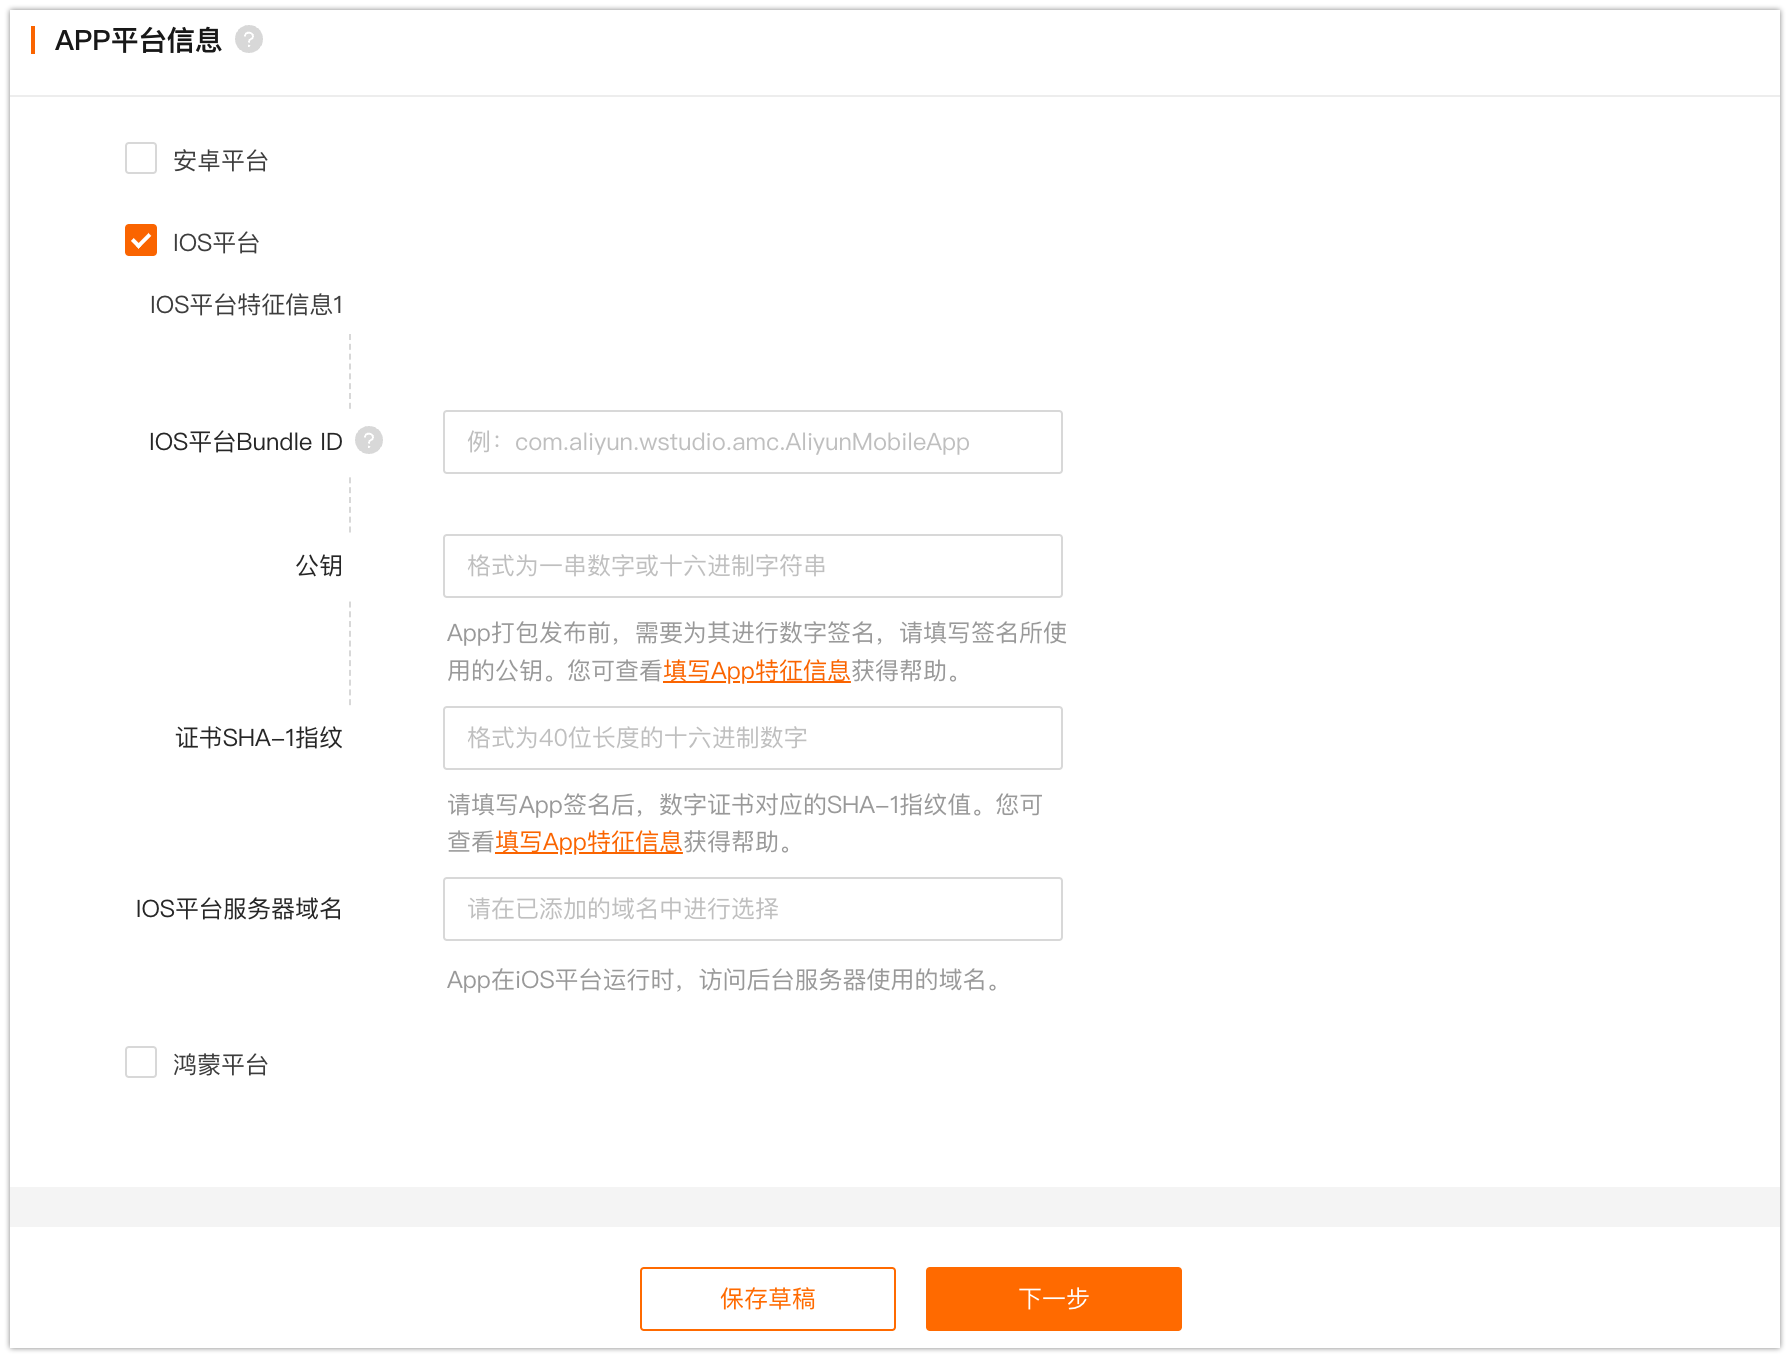 APP平台信息 ?
安卓平台
IOS平台
IOS平台特征信息1
IOS平台Bundle ID ?
例：com.aliyun.wstudio.amc.AliyunMobileApp
公钥
格式为一串数字或十六进制字符串
App打包发布前，需要为其进行数字签名，请填写签名所使
用的公钥。您可查看填写App特征信息获得帮助。
证书SHA-1指纹
格式为40位长度的十六进制数字
请填写App签名后，数字证书对应的SHA-1指纹值。您可
查看填写App特征信息获得帮助。
IOS平台服务器域名
请在已添加的域名中进行选择
App在iOS平台运行时，访问后台服务器使用的域名。
鸿蒙平台
保存草稿
下一步